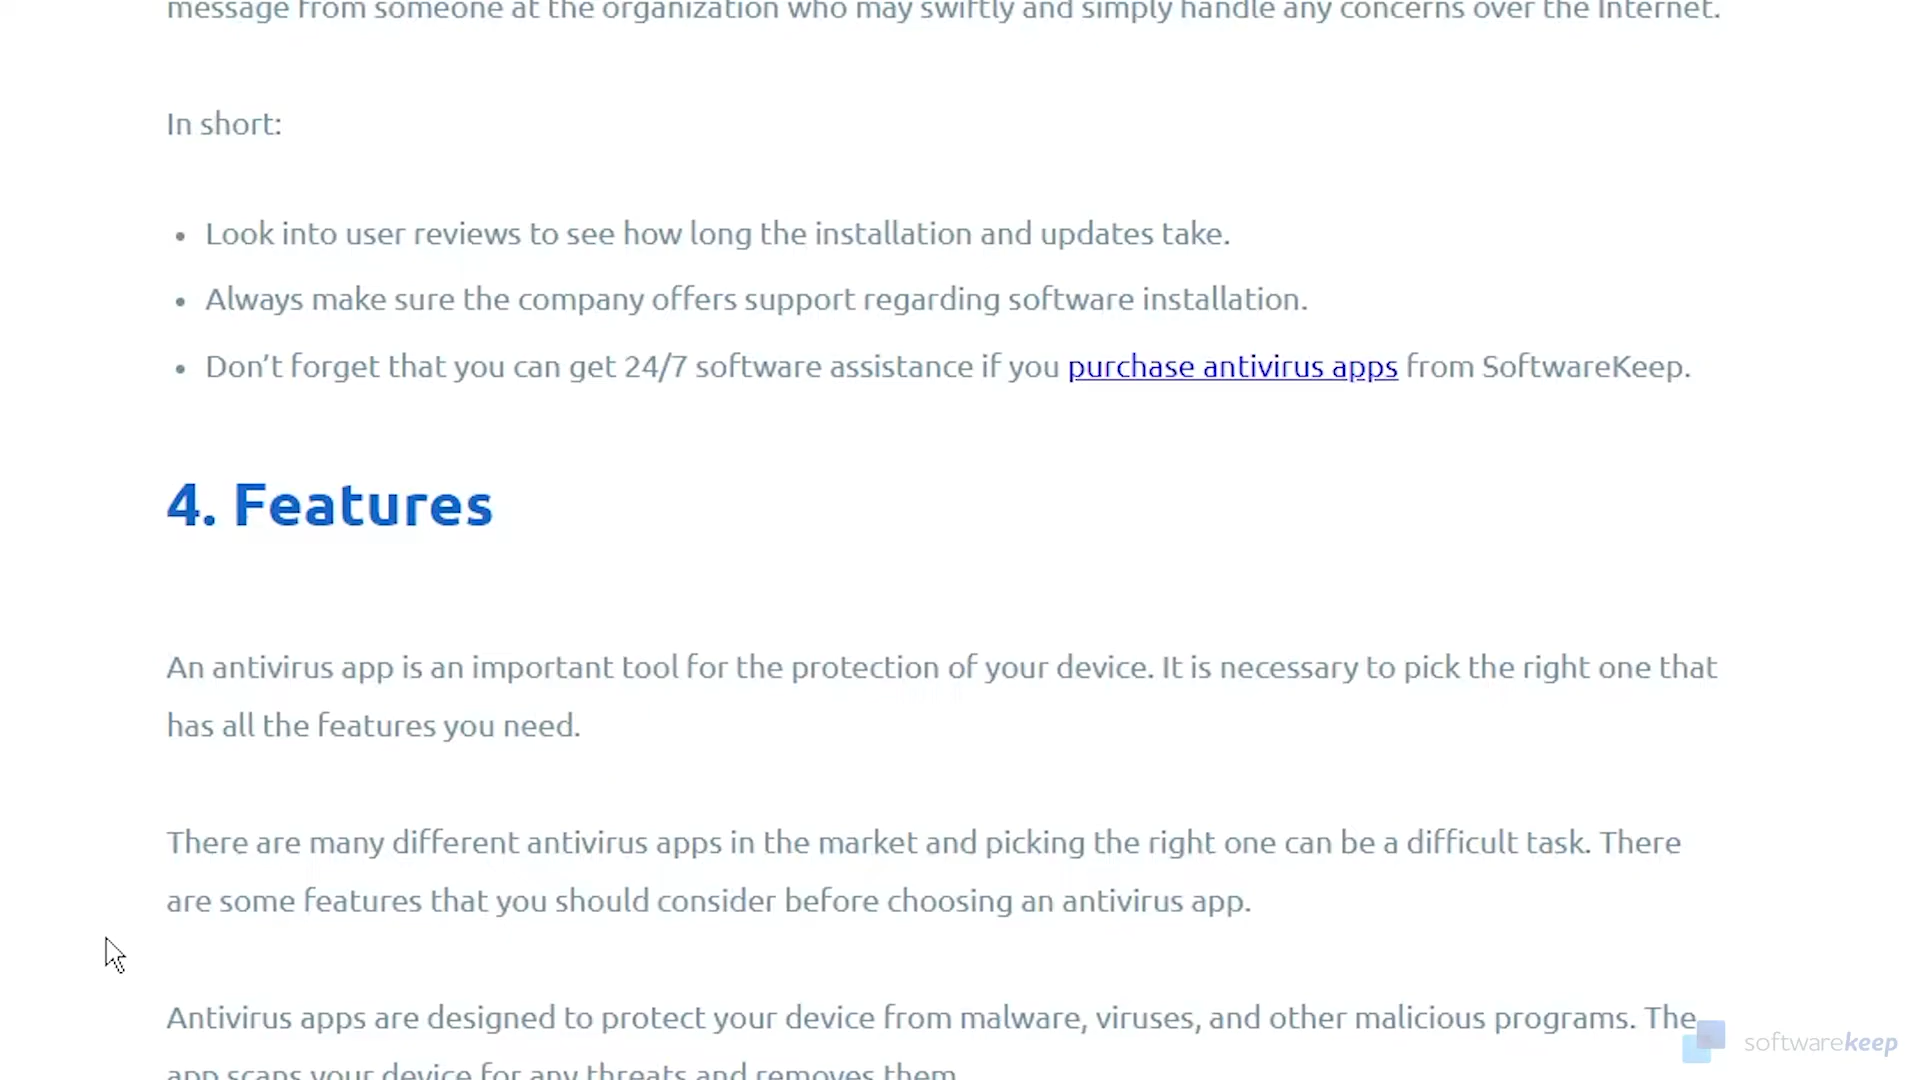 message from someone at the organization who may swiftly and simply handle any concerns over the Internet.
In short:
• Look into user reviews to see how long the installation and updates take.
• Always make sure the company offers support regarding software installation.
• Don’t forget that you can get 24/7 software assistance if you purchase antivirus apps from SoftwareKeep.
4. Features
An antivirus app is an important tool for the protection of your device. It is necessary to pick the right one that
has all the features you need.
There are many different antivirus apps in the market and picking the right one can be a difficult task. There
are some features that you should consider before choosing an antivirus app.
Antivirus apps are designed to protect your device from malware, viruses, and other malicious programs. The
app scans your device for any threats and removes them.
softwarekeep